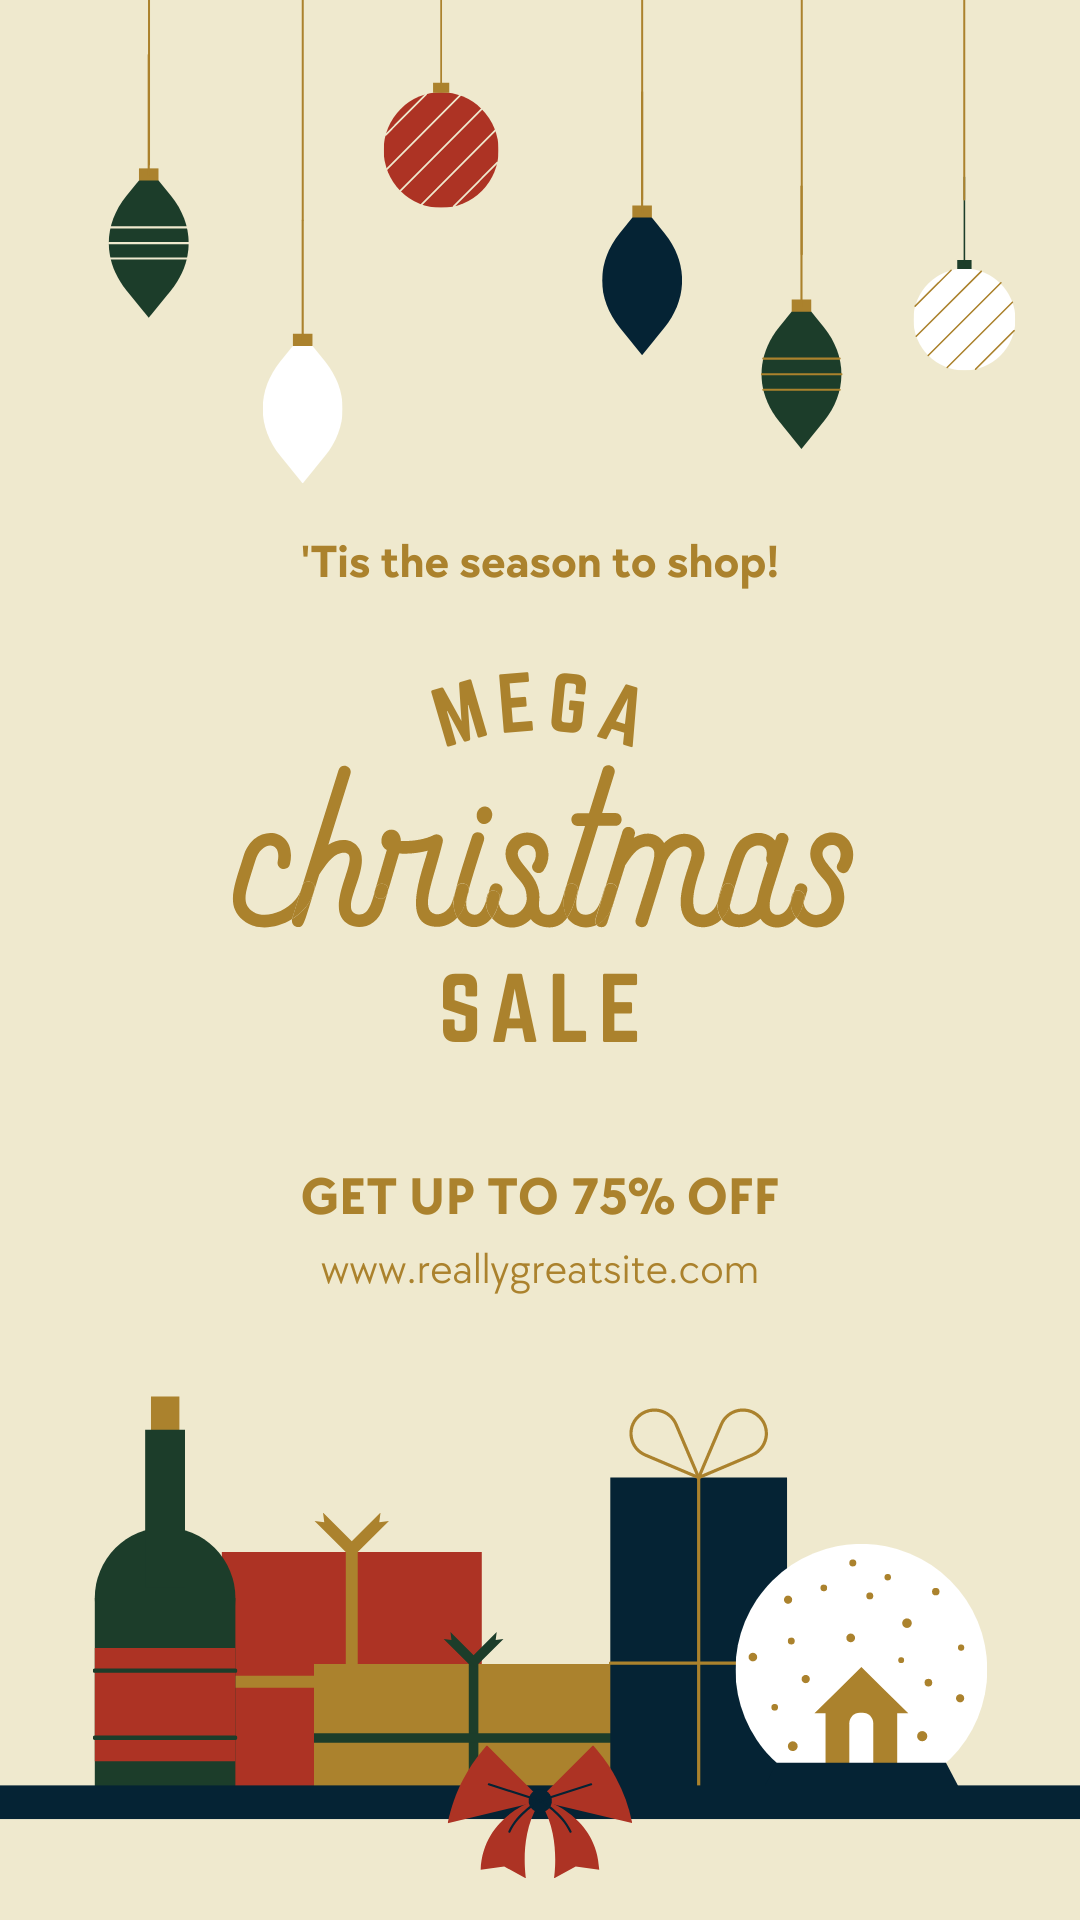 'Tis the season to shop!
MEGA
christmas
SALE
GET UP TO 75% OFF
www.reallygreatsite.com